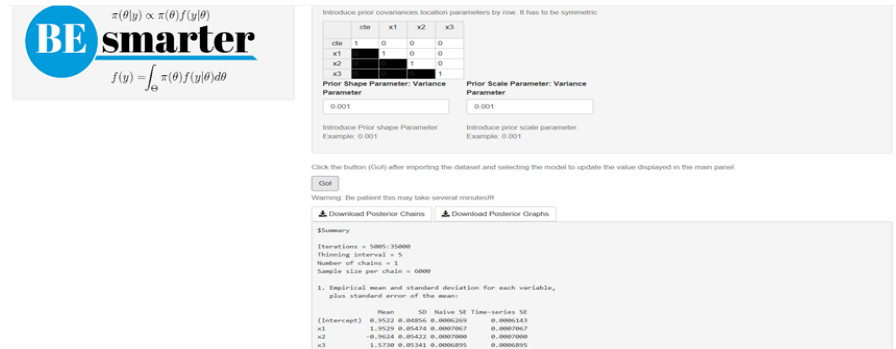 π(θ|y) ∝ π(θ)f(y|θ)
BE smarter
f(y) = ∫Θ π(θ)f(y|θ)dθ
Introduce prior covariances location parameters by row. It has to be symmetric
cte x1 x2 x3
cte 1 0 0 0
x1 1 0 0
x2 1 0
x3 1
Prior Shape Parameter: Variance Parameter
0.001
Introduce Prior shape Parameter.
Example: 0.001
Prior Scale Parameter: Variance Parameter
0.001
Introduce prior scale parameter.
Example: 0.001
Click the button (Go!) after importing the dataset and selecting the model to update the value displayed in the main panel.
Go!
Warning: Be patient this may take several minutes!!!
Download Posterior Chains Download Posterior Graphs
$Summary
Iterations = 5005:35000
Thinning interval = 5
Number of chains = 1
Sample size per chain = 6000
1. Empirical mean and standard deviation for each variable,
plus standard error of the mean:
Mean SD Naive SE Time-series SE
(Intercept) 0.9522 0.04856 0.0006269 0.0006143
x1 1.9529 0.05474 0.0007067 0.0007067
x2 -0.9624 0.05422 0.0007000 0.0007000
x3 1.5730 0.05341 0.0006895 0.0006895